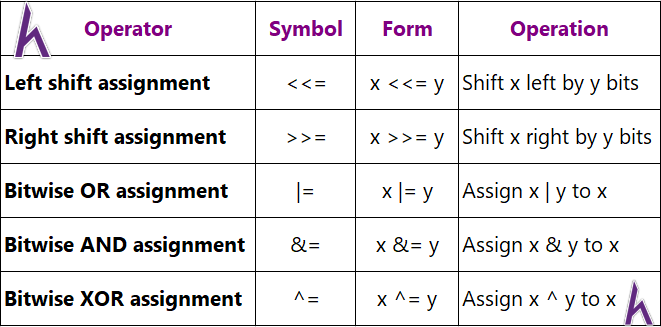 Operator Symbol Form Operation
Left shift assignment <<= x <<= y Shift x left by y bits
Right shift assignment >>= x >>= y Shift x right by y bits
Bitwise OR assignment |= x |= y Assign x | y to x
Bitwise AND assignment &= x &= y Assign x & y to x
Bitwise XOR assignment ^= x ^= y Assign x ^ y to x